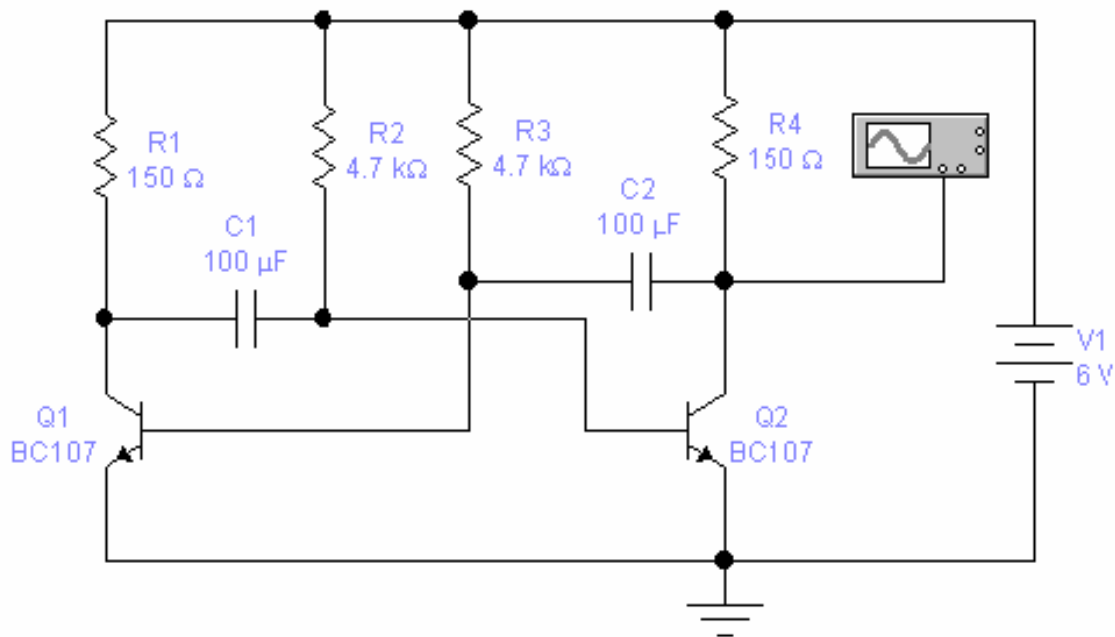 R1
150 Ω
R2
4.7 kΩ
R3
4.7 kΩ
R4
150 Ω
C1
100 µF
C2
100 µF
V1
6 V
Q1
BC107
Q2
BC107